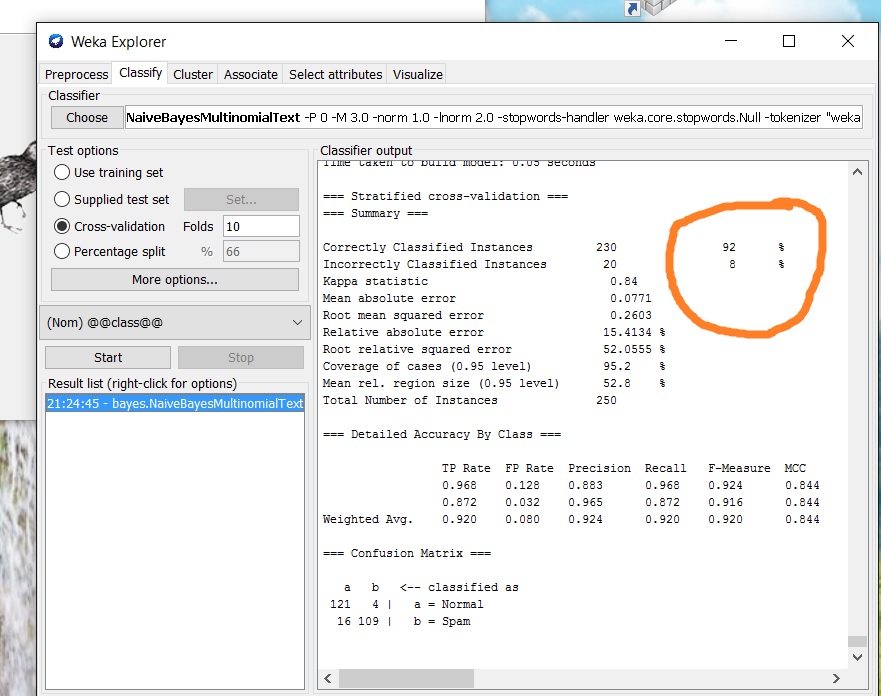 Weka Explorer
Preprocess Classify Cluster Associate Select attributes Visualize
Classifier
Choose NaiveBayesMultinomialText -P 0 -M 3.0 -norm 1.0 -lnorm 2.0 -stopwords-handler weka.core.stopwords.Null -tokenizer "weka
Test options
Use training set
Supplied test set Set...
Cross-validation Folds 10
Percentage split % 66
More options...
(Nom) @@class@@
Start Stop
Result list (right-click for options)
21:24:45 - bayes.NaiveBayesMultinomialText
Classifier output
Time taken to build model: 0.05 seconds
=== Stratified cross-validation ===
=== Summary ===
Correctly Classified Instances 230 92 %
Incorrectly Classified Instances 20 8 %
Kappa statistic 0.84
Mean absolute error 0.0771
Root mean squared error 0.2603
Relative absolute error 15.4134 %
Root relative squared error 52.0555 %
Coverage of cases (0.95 level) 95.2 %
Mean rel. region size (0.95 level) 52.8 %
Total Number of Instances 250
=== Detailed Accuracy By Class ===
TP Rate FP Rate Precision Recall F-Measure MCC
0.968 0.128 0.883 0.968 0.924 0.844
0.872 0.032 0.965 0.872 0.916 0.844
Weighted Avg. 0.920 0.080 0.924 0.920 0.920 0.844
=== Confusion Matrix ===
a b <-- classified as
121 4 | a = Normal
16 109 | b = Spam